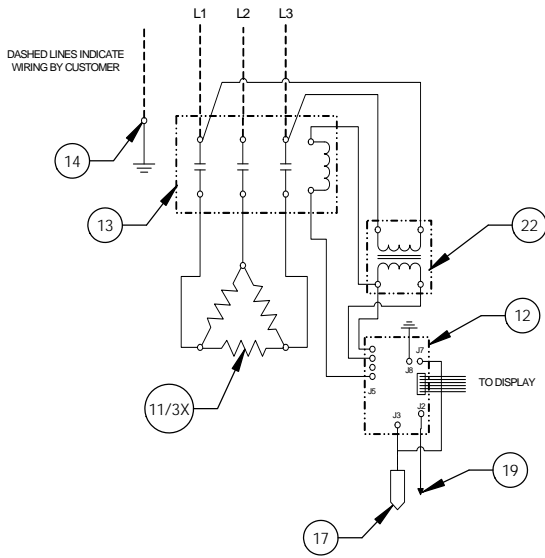 L1 L2 L3
DASHED LINES INDICATE
WIRING BY CUSTOMER
14
13
22
12
J7
J8
J5
TO DISPLAY
J2
J3
11/3X
19
17